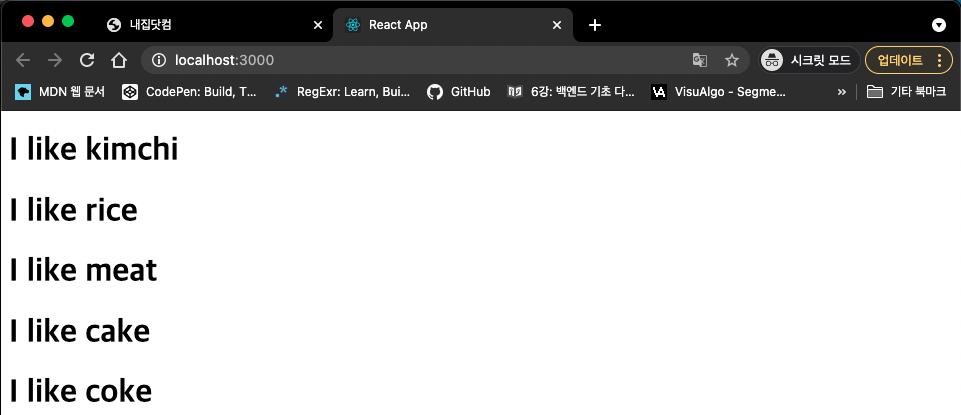 내집닷컴
React App
localhost:3000
시크릿 모드
업데이트
MDN 웹 문서
CodePen: Build, T...
RegExr: Learn, Bui...
GitHub
6강: 백엔드 기초 다...
VisuAlgo - Segme...
»
기타 북마크
I like kimchi
I like rice
I like meat
I like cake
I like coke